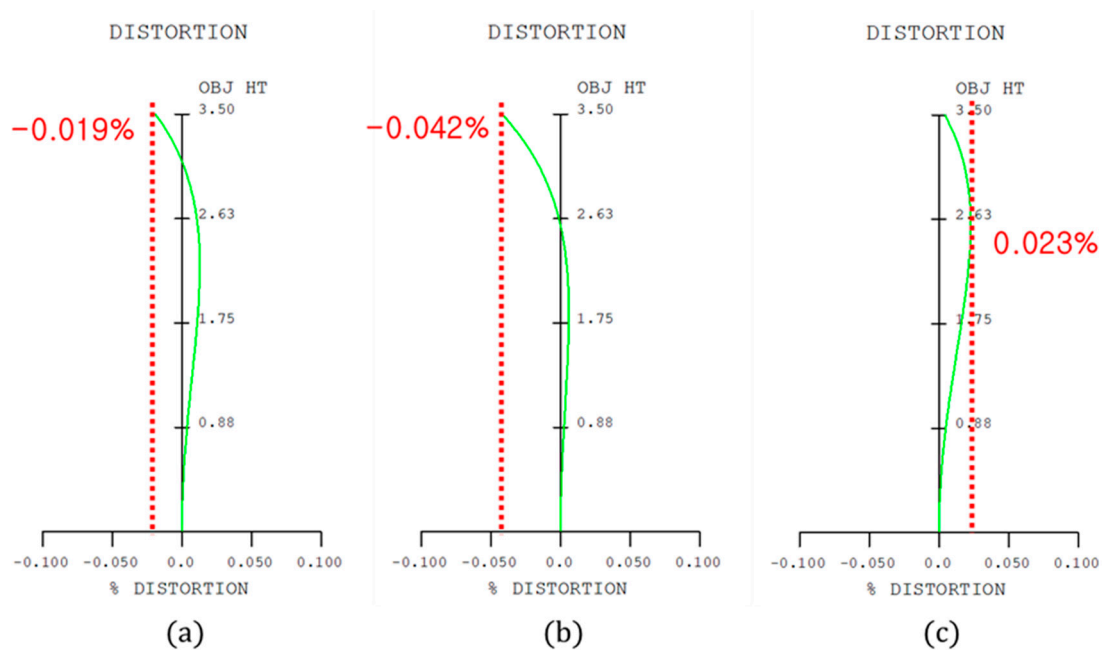 DISTORTION
OBJ HT
3.50
−0.019%
2.63
1.75
0.88
-0.100 -0.050 0.0 0.050 0.100
% DISTORTION
(a)
DISTORTION
OBJ HT
3.50
−0.042%
2.63
1.75
0.88
-0.100 -0.050 0.0 0.050 0.100
% DISTORTION
(b)
DISTORTION
OBJ HT
3.50
2.63
0.023%
1.75
0.88
-0.100 -0.050 0.0 0.050 0.100
% DISTORTION
(c)